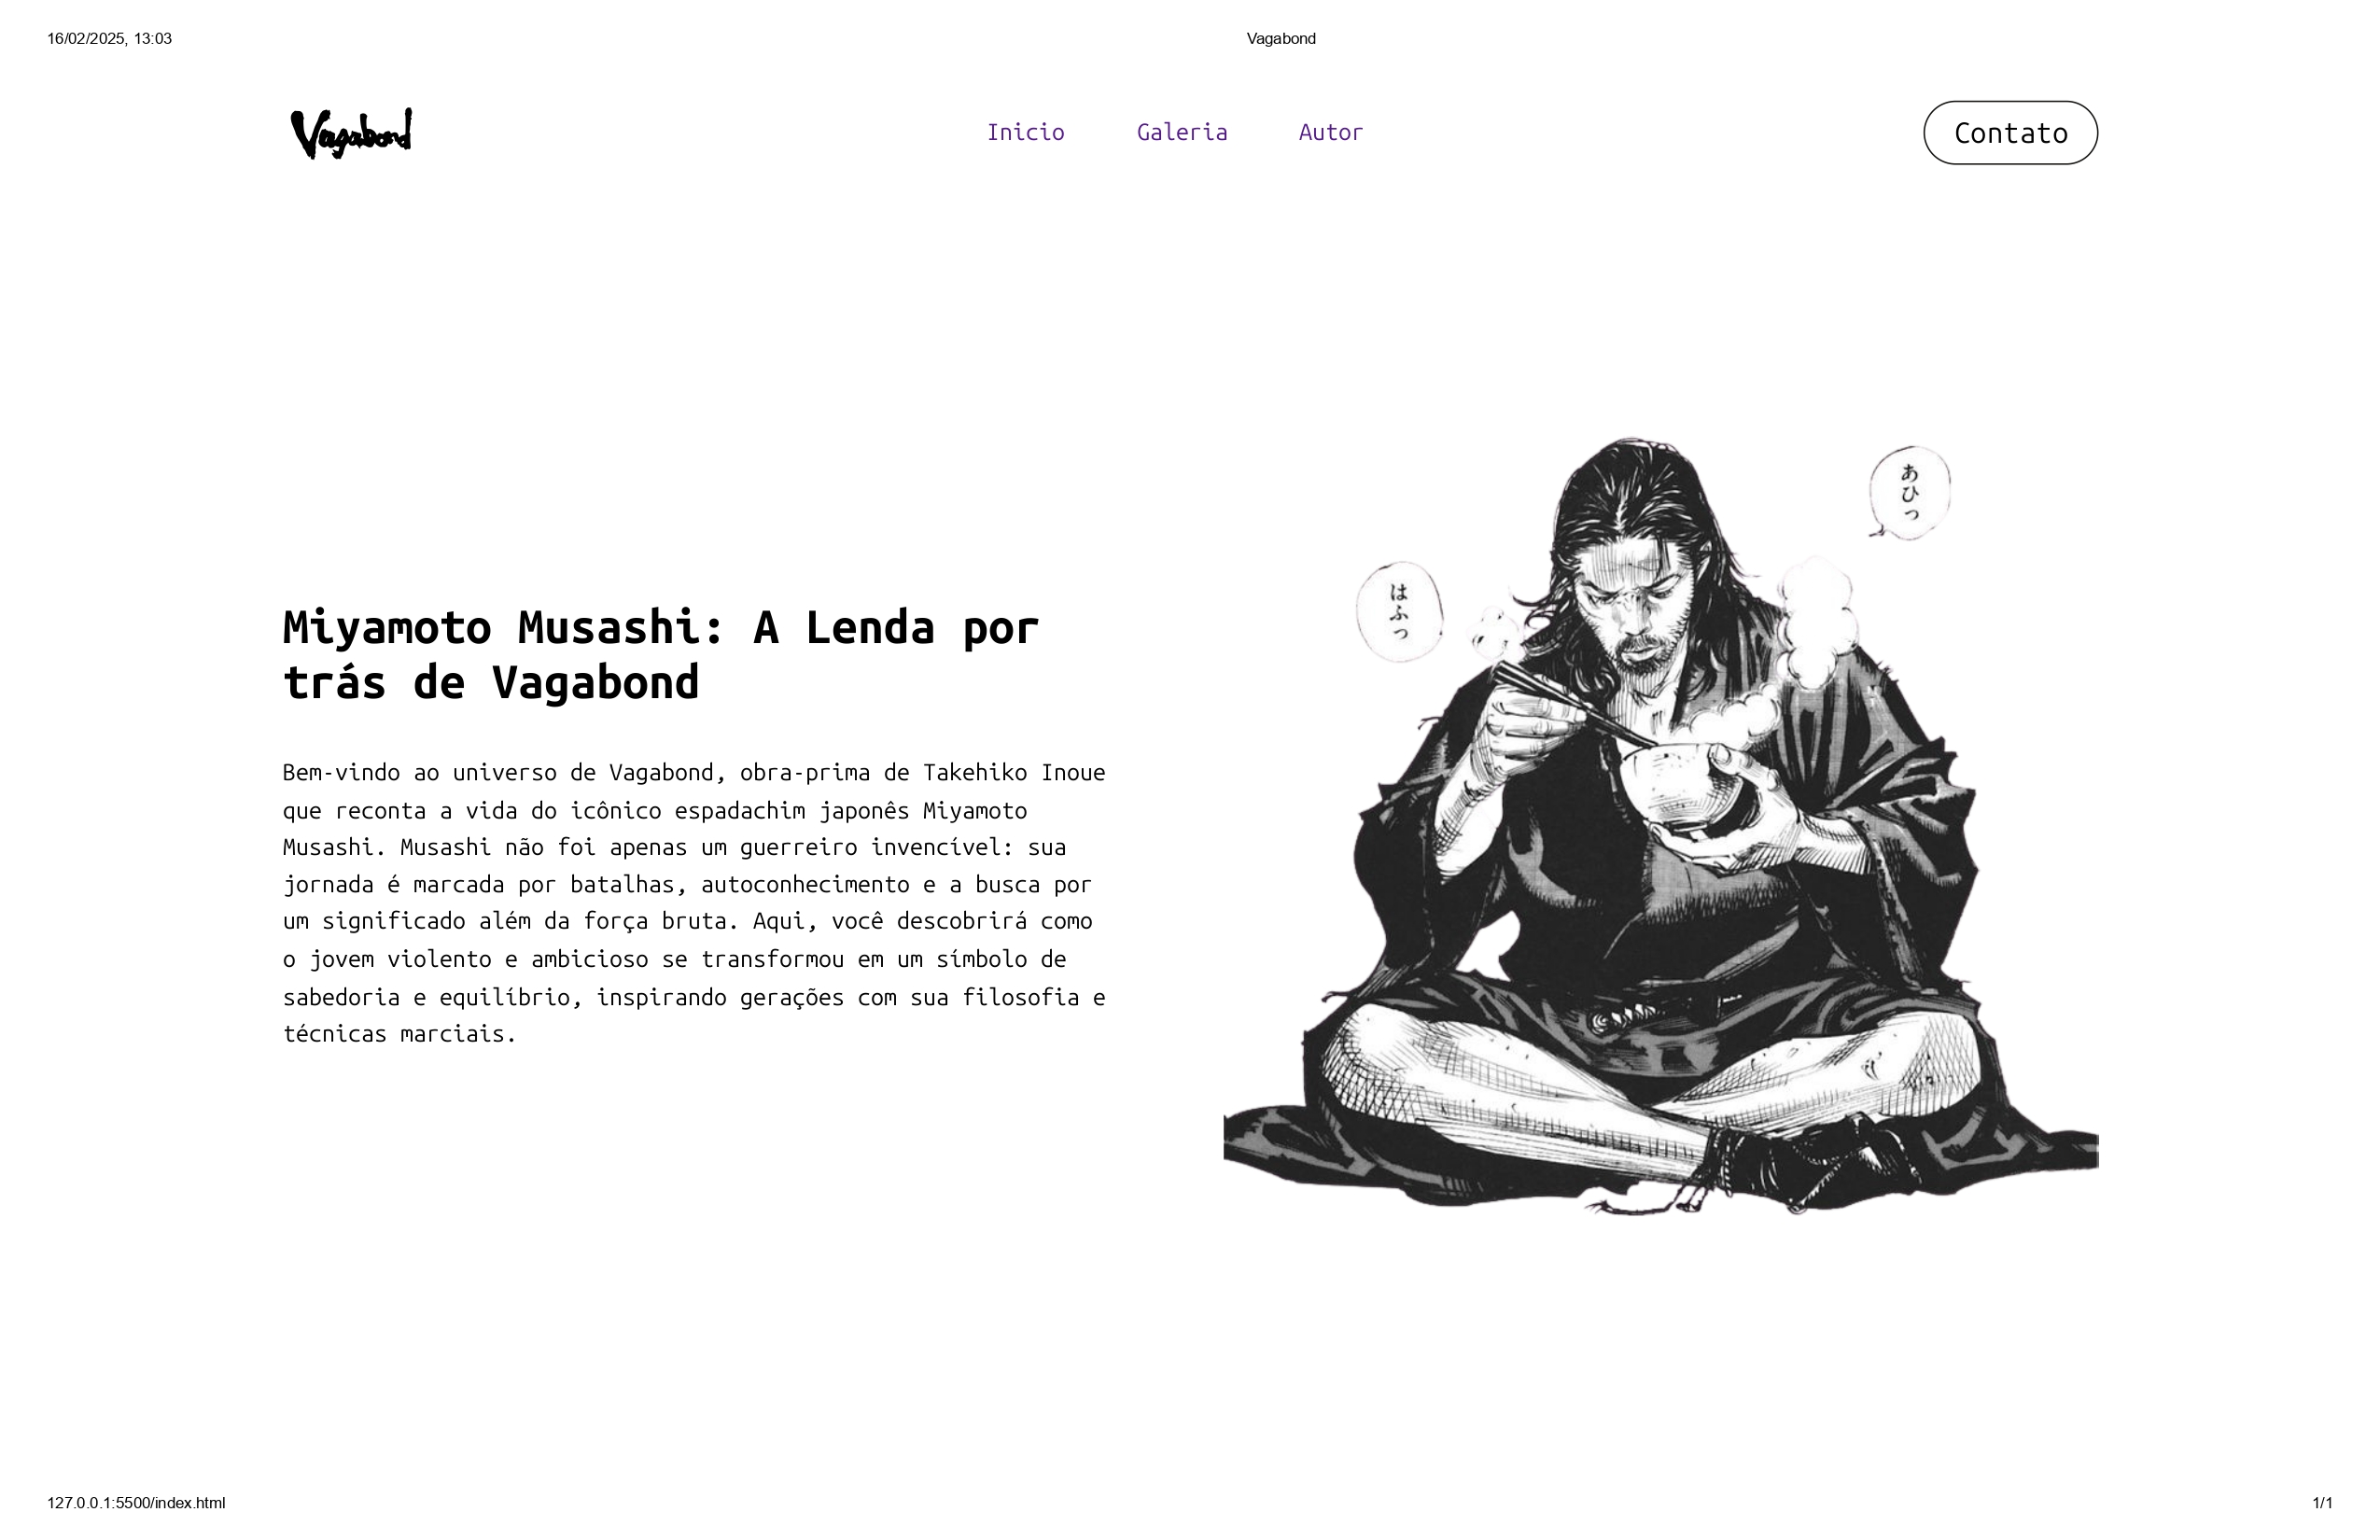 16/02/2025, 13:03
Vagabond
Vagabond
Inicio
Galeria
Autor
Contato
Miyamoto Musashi: A Lenda por
trás de Vagabond
Bem-vindo ao universo de Vagabond, obra-prima de Takehiko Inoue
que reconta a vida do icônico espadachim japonês Miyamoto
Musashi. Musashi não foi apenas um guerreiro invencível: sua
jornada é marcada por batalhas, autoconhecimento e a busca por
um significado além da força bruta. Aqui, você descobrirá como
o jovem violento e ambicioso se transformou em um símbolo de
sabedoria e equilíbrio, inspirando gerações com sua filosofia e
técnicas marciais.
あひっ
はふっ
127.0.0.1:5500/index.html
1/1